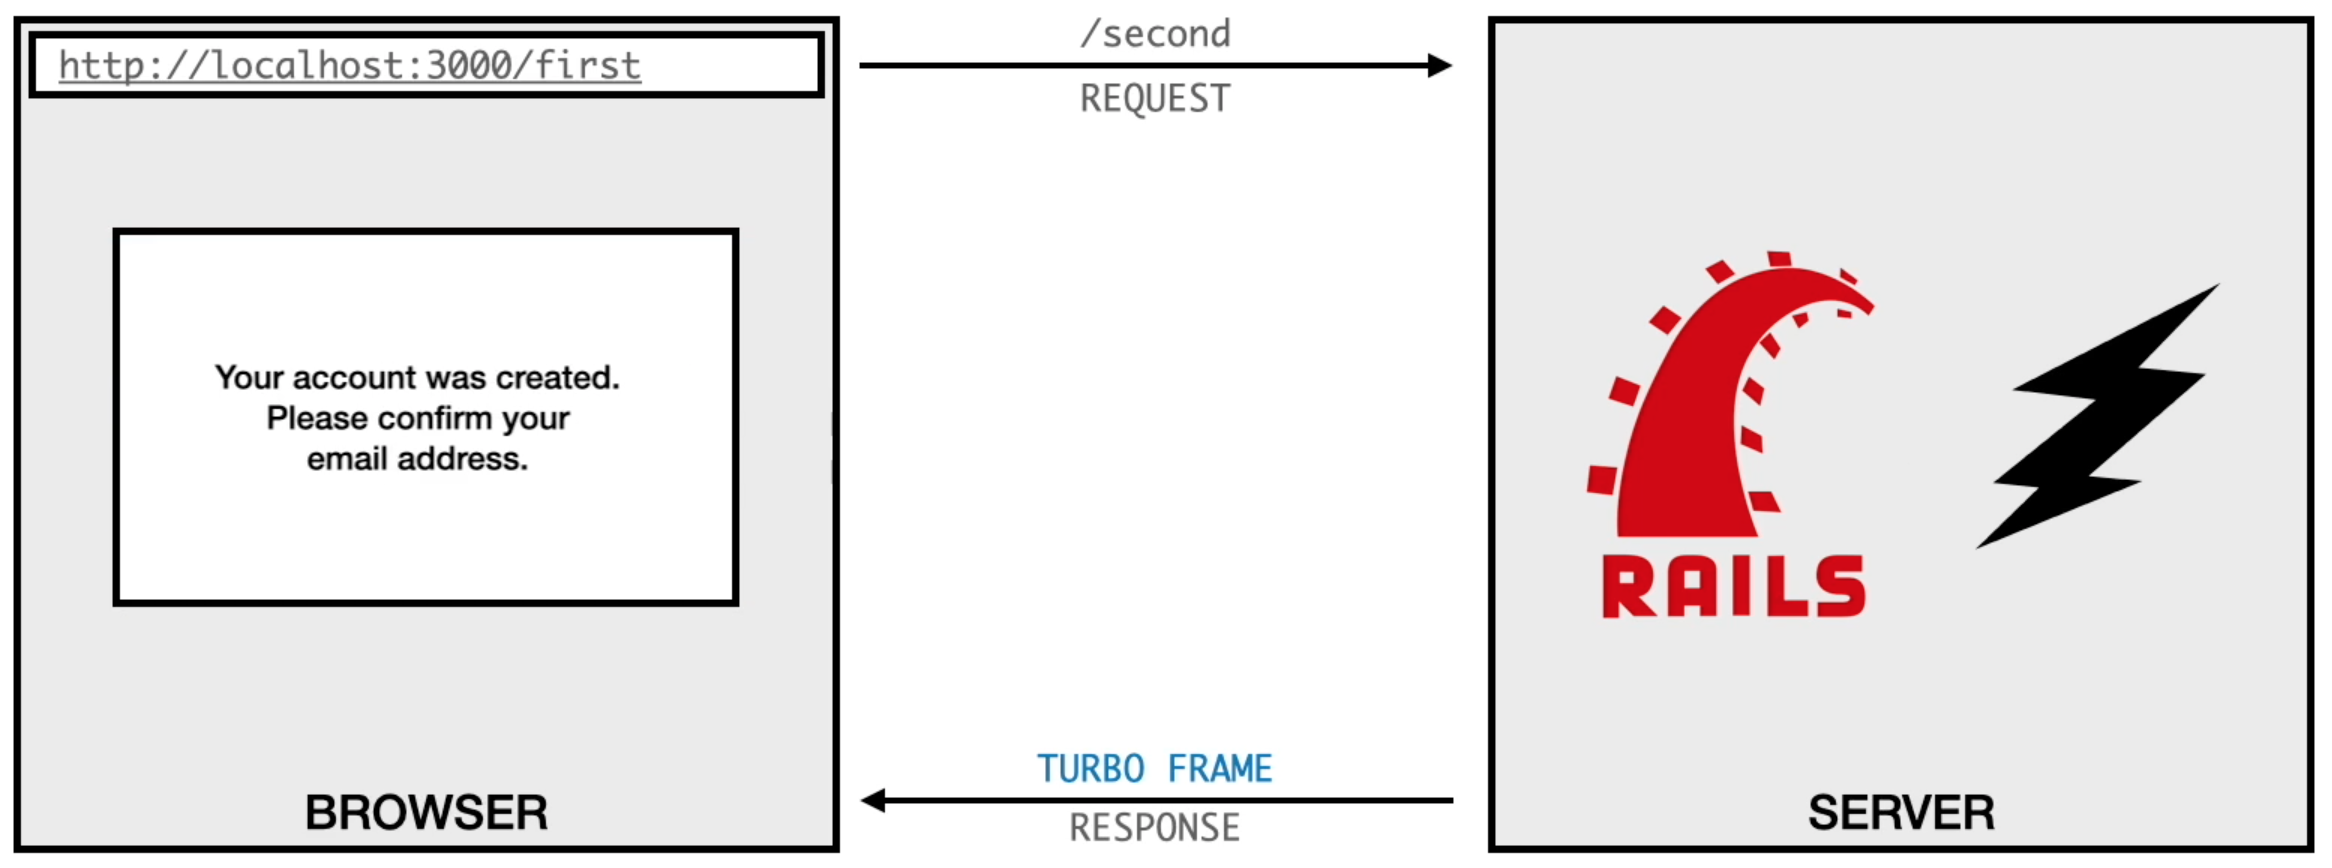 http://localhost:3000/first
/second
REQUEST
Your account was created.
Please confirm your
email address.
RAILS
TURBO FRAME
RESPONSE
BROWSER
SERVER